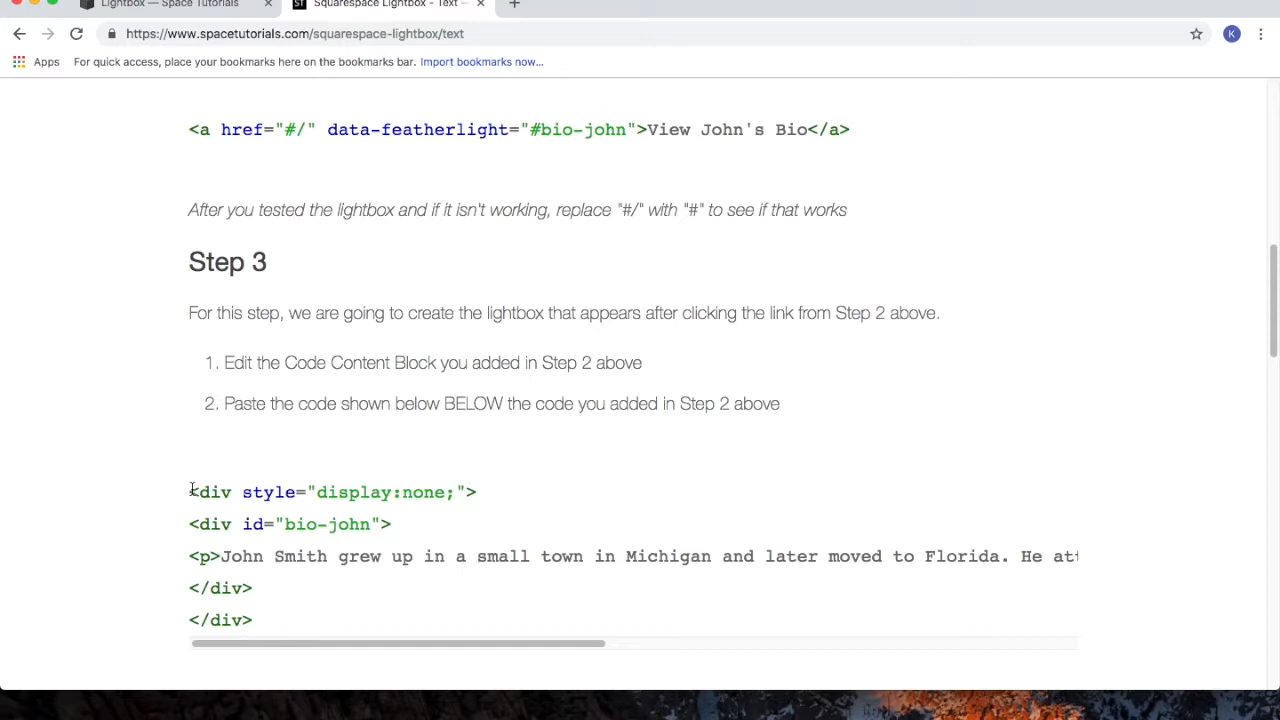 Lightbox — Space Tutorials
ST Squarespace Lightbox - Text —
https://www.spacetutorials.com/squarespace-lightbox/text
K
Apps For quick access, place your bookmarks here on the bookmarks bar. Import bookmarks now...
<a href="#/" data-featherlight="#bio-john">View John's Bio</a>
After you tested the lightbox and if it isn't working, replace "#/" with "#" to see if that works
Step 3
For this step, we are going to create the lightbox that appears after clicking the link from Step 2 above.
1. Edit the Code Content Block you added in Step 2 above
2. Paste the code shown below BELOW the code you added in Step 2 above
<div style="display:none;">
<div id="bio-john">
<p>John Smith grew up in a small town in Michigan and later moved to Florida. He att
</div>
</div>